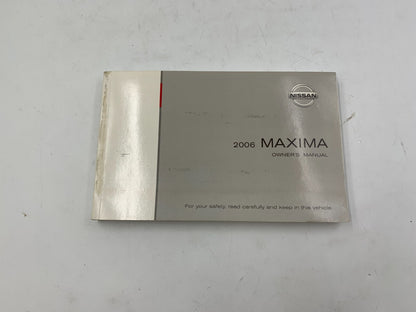 NISSAN
2006 MAXIMA
OWNER'S MANUAL
For your safety, read carefully and keep in this vehicle.